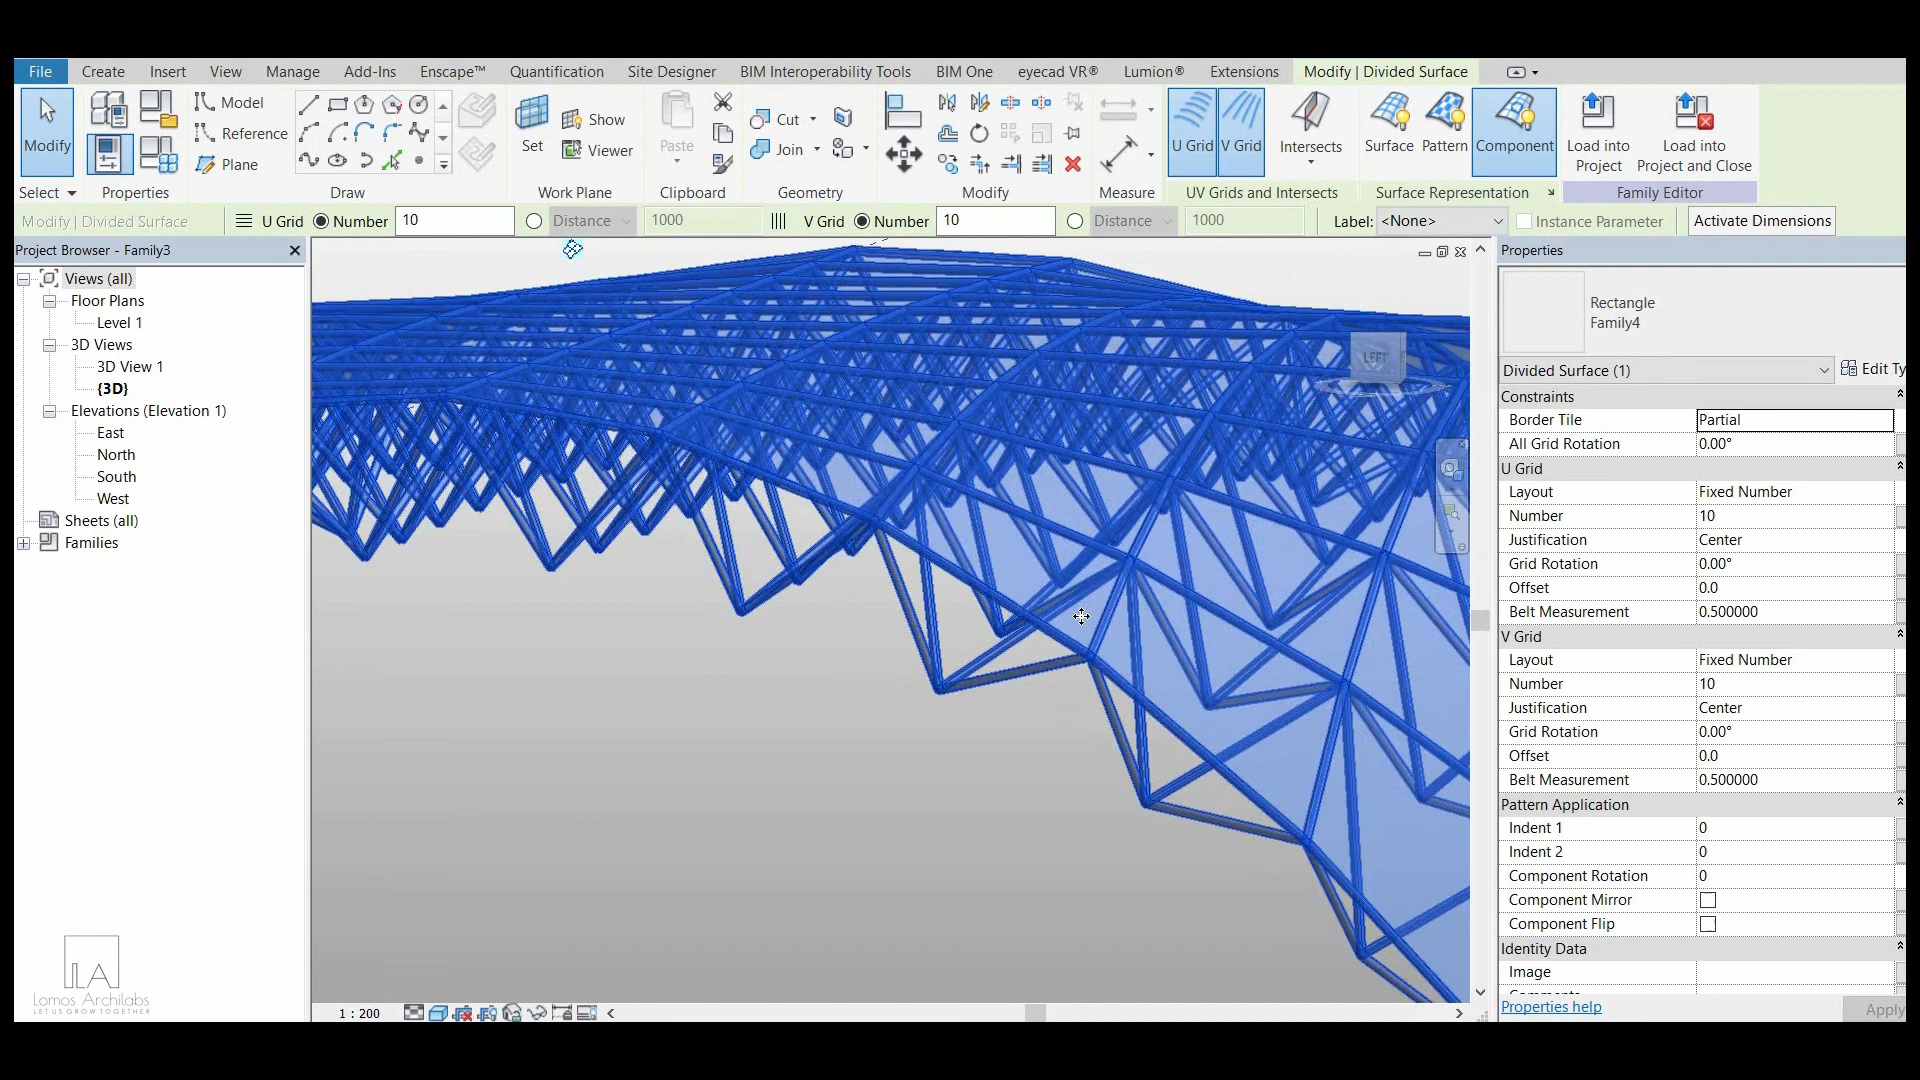 File Create Insert View Manage Add-Ins Enscape™ Quantification Site Designer BIM Interoperability Tools BIM One eyecad VR® Lumion® Extensions Modify | Divided Surface
Modify
Model
Reference
Plane
Set
Show
Viewer
Paste
Cut
Join
U Grid V Grid Intersects
Surface Pattern Component
Load into
Project
Load into
Project and Close
Select Properties Draw Work Plane Clipboard Geometry Modify Measure UV Grids and Intersects Surface Representation Family Editor
Modify | Divided Surface U Grid Number 10 Distance 1000 V Grid Number 10 Distance 1000 Label: <None> Instance Parameter Activate Dimensions
Project Browser - Family3
Views (all)
Floor Plans
Level 1
3D Views
3D View 1
{3D}
Elevations (Elevation 1)
East
North
South
West
Sheets (all)
Families
LA
Lomos Archilabs
LET US GROW TOGETHER
LEFT
1 : 200
Properties
Rectangle
Family4
Divided Surface (1) Edit Ty
Constraints
Border Tile Partial
All Grid Rotation 0.00°
U Grid
Layout Fixed Number
Number 10
Justification Center
Grid Rotation 0.00°
Offset 0.0
Belt Measurement 0.500000
V Grid
Layout Fixed Number
Number 10
Justification Center
Grid Rotation 0.00°
Offset 0.0
Belt Measurement 0.500000
Pattern Application
Indent 1 0
Indent 2 0
Component Rotation 0
Component Mirror
Component Flip
Identity Data
Image
Properties help Apply